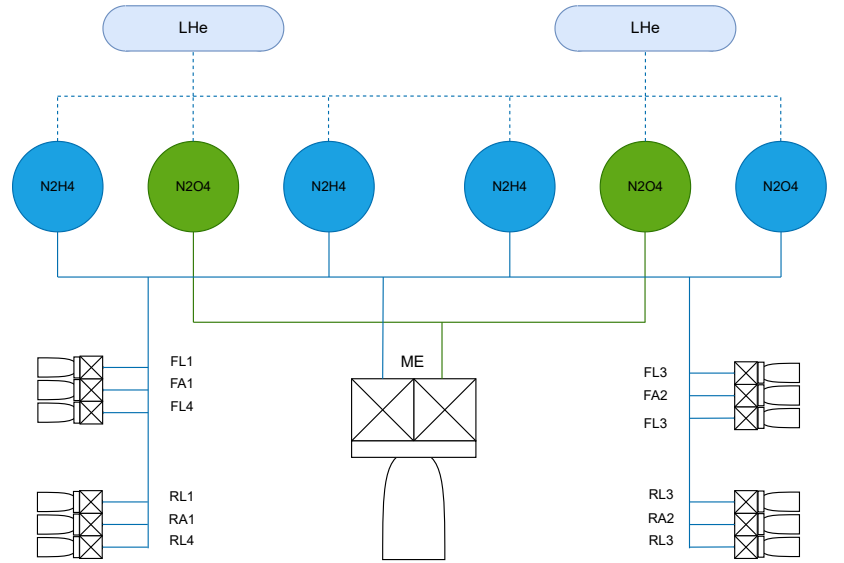 LHe
LHe
N2H4
N2O4
N2H4
N2H4
N2O4
N2O4
ME
FL1
FA1
FL4
FL3
FA2
FL3
RL1
RA1
RL4
RL3
RA2
RL3